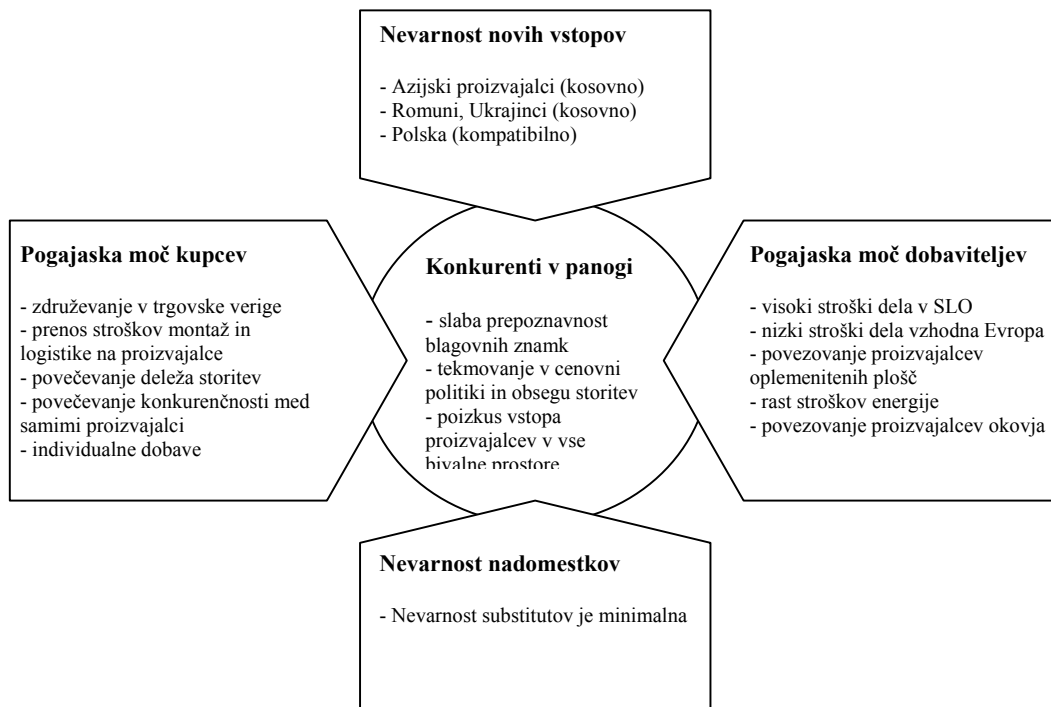 Nevarnost novih vstopov
- Azijski proizvajalci (kosovno)
- Romuni, Ukrajinci (kosovno)
- Polska (kompatibilno)
Pogajaska moč kupcev
- združevanje v trgovske verige
- prenos stroškov montaž in
logistike na proizvajalce
- povečevanje deleža storitev
- povečevanje konkurenčnosti med
samimi proizvajalci
- individualne dobave
Konkurenti v panogi
- slaba prepoznavnost
blagovnih znamk
- tekmovanje v cenovni
politiki in obsegu storitev
- poizkus vstopa
proizvajalcev v vse
bivalne prostore
Pogajaska moč dobaviteljev
- visoki stroški dela v SLO
- nizki stroški dela vzhodna Evropa
- povezovanje proizvajalcev
oplemenitenih plošč
- rast stroškov energije
- povezovanje proizvajalcev okovja
Nevarnost nadomestkov
- Nevarnost substitutov je minimalna